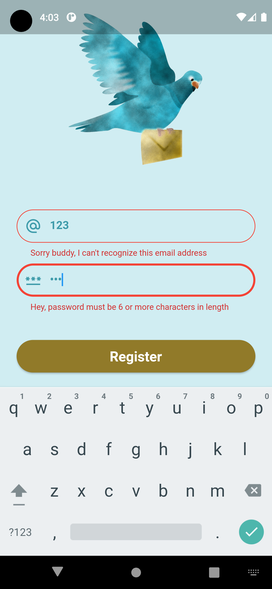 4:03
@ 123
Sorry buddy, I can't recognize this email address
•••
Hey, password must be 6 or more characters in length
Register
1 2 3 4 5 6 7 8 9 0
q w e r t y u i o p
a s d f g h j k l
z x c v b n m
?123 , .